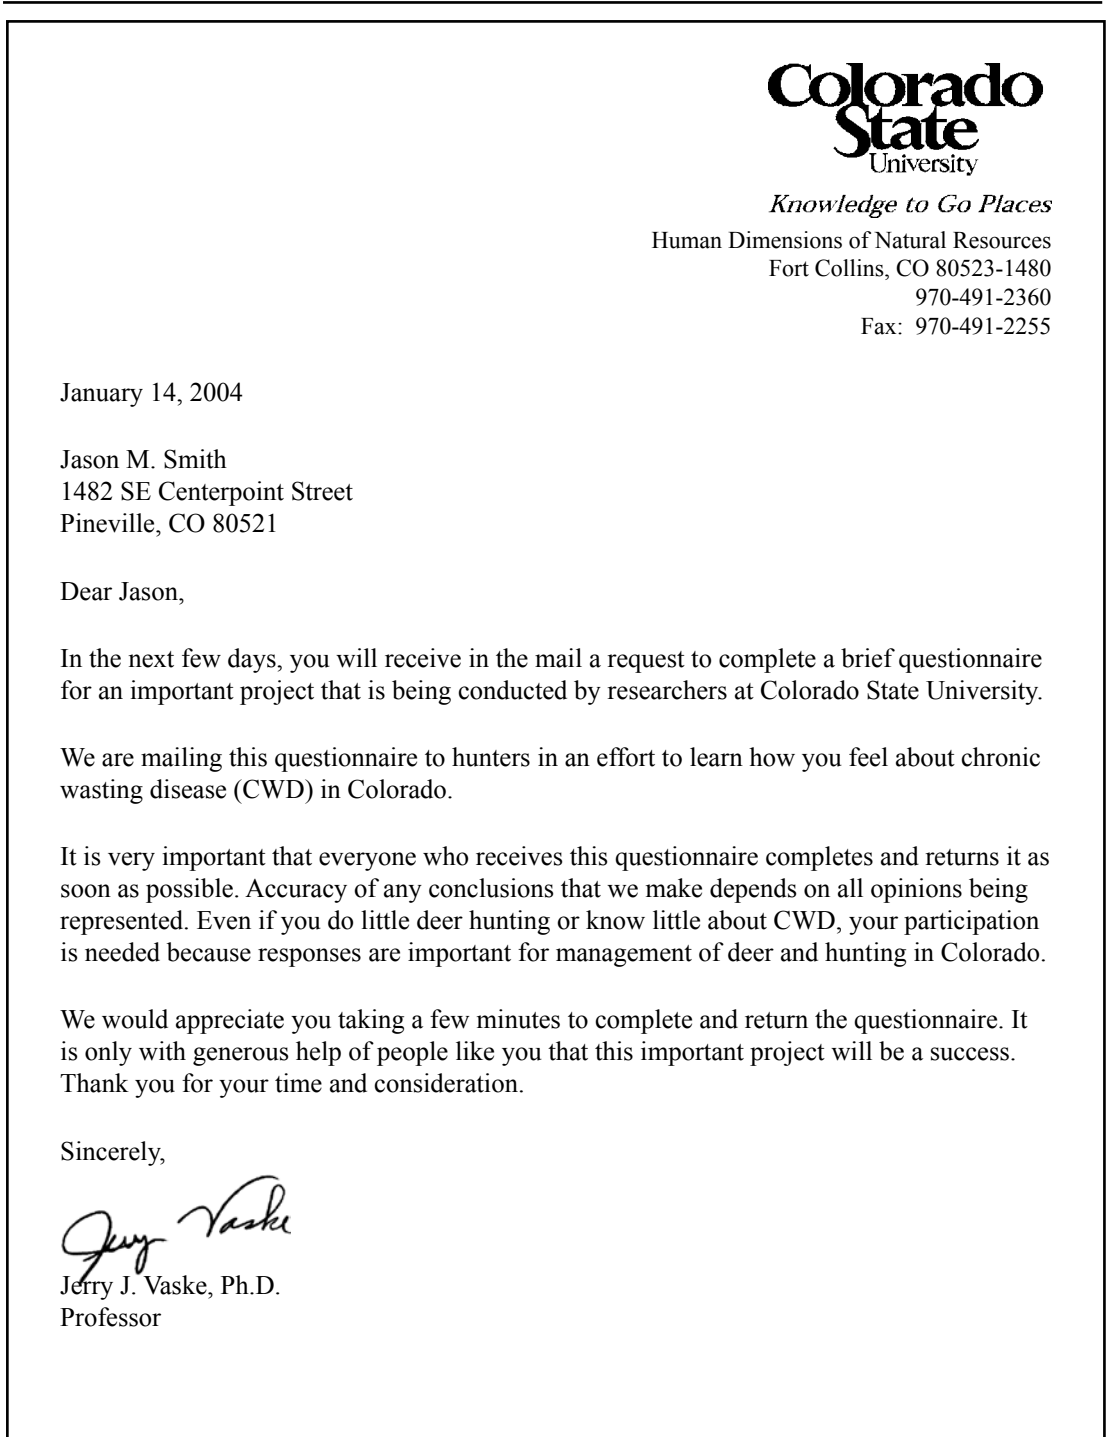 Colorado
State
University
Knowledge to Go Places
Human Dimensions of Natural Resources
Fort Collins, CO 80523-1480
970-491-2360
Fax:  970-491-2255
January 14, 2004
Jason M. Smith
1482 SE Centerpoint Street
Pineville, CO 80521
Dear Jason,
In the next few days, you will receive in the mail a request to complete a brief questionnaire
for an important project that is being conducted by researchers at Colorado State University.
We are mailing this questionnaire to hunters in an effort to learn how you feel about chronic
wasting disease (CWD) in Colorado.
It is very important that everyone who receives this questionnaire completes and returns it as
soon as possible. Accuracy of any conclusions that we make depends on all opinions being
represented. Even if you do little deer hunting or know little about CWD, your participation
is needed because responses are important for management of deer and hunting in Colorado.
We would appreciate you taking a few minutes to complete and return the questionnaire. It
is only with generous help of people like you that this important project will be a success.
Thank you for your time and consideration.
Sincerely,
Jerry Vaske
Jerry J. Vaske, Ph.D.
Professor